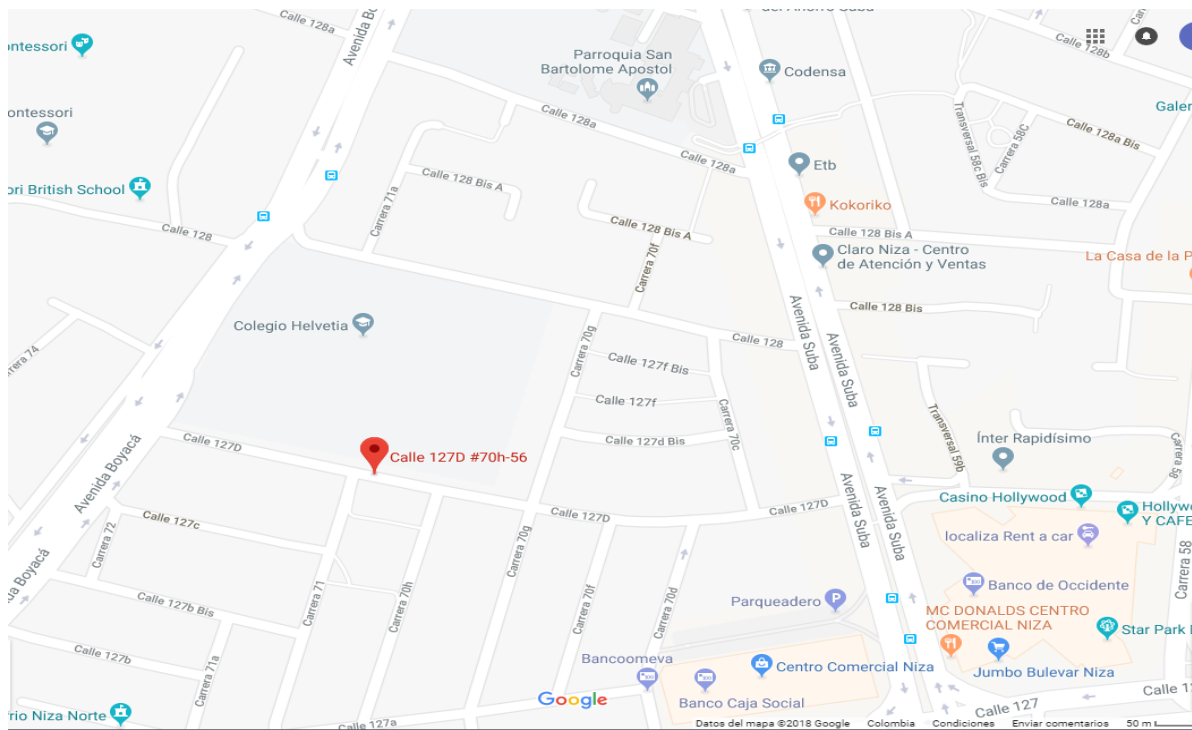 del Ahorro Suba
Calle 128a
Avenida Bo
ontessori
Parroquia San
Bartolome Apostol
Codensa
Calle 128b
ontessori
Calle 128a
Transversal 58c Bis
Carrera 58C
Galer
Calle 128a Bis
Calle 128a
Etb
Calle 128 Bis A
ori British School
Carrera 71a
Kokoriko
Calle 128a
Calle 128
Calle 128 Bis A
Calle 128 Bis A
Carrera 70f
Claro Niza - Centro
de Atención y Ventas
La Casa de la P
Calle 128 Bis
Avenida Suba
Avenida Suba
Colegio Helvetia
Carrera 70g
Calle 128
rrera 74
Calle 127f Bis
Calle 127f
Carrera 70c
Transversal 59b
Calle 127D
Calle 127d Bis
Ínter Rapidísimo
Carrera 58
Calle 127D #70h-56
Avenida Boyacá
Casino Hollywood
Avenida Suba
Avenida Suba
Calle 127D
Calle 127D
Hollywo
Y CAFE
Calle 127c
Carrera 72
localiza Rent a car
Carrera 70g
da Boyacá
Carrera 71
Carrera 70h
Carrera 70f
Carrera 70d
Carrera 58
Banco de Occidente
Calle 127b Bis
Parqueadero
MC DONALDS CENTRO
COMERCIAL NIZA
Star Park
Calle 127b
Carrera 71a
Bancoomeva
Centro Comercial Niza
Jumbo Bulevar Niza
Banco Caja Social
Calle 127
Calle 1
Google
rio Niza Norte
Calle 127a
Datos del mapa ©2018 Google Colombia Condiciones Enviar comentarios 50 m